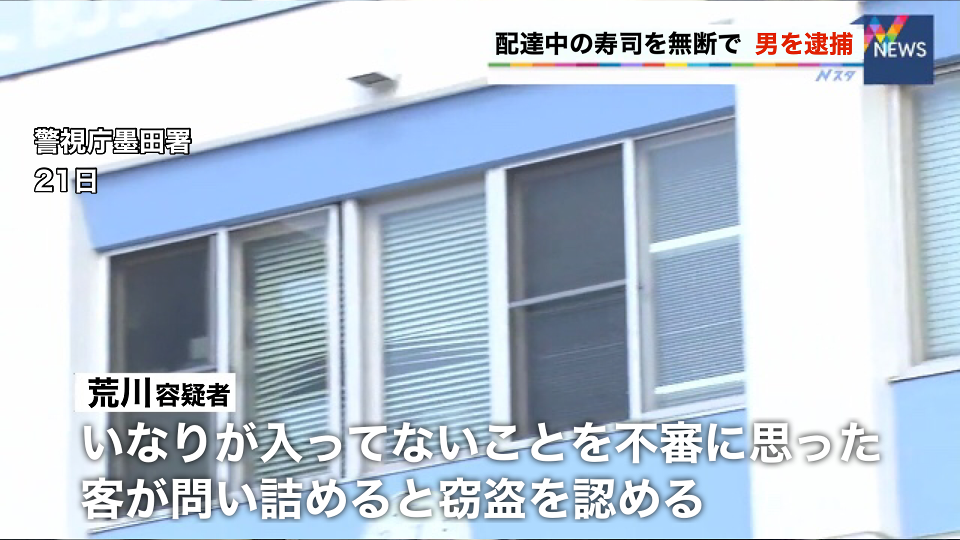 配達中の寿司を無断で 男を逮捕
NEWS
Nスタ
警視庁墨田署
21日
荒川容疑者
いなりが入ってないことを不審に思った
客が問い詰めると窃盗を認める